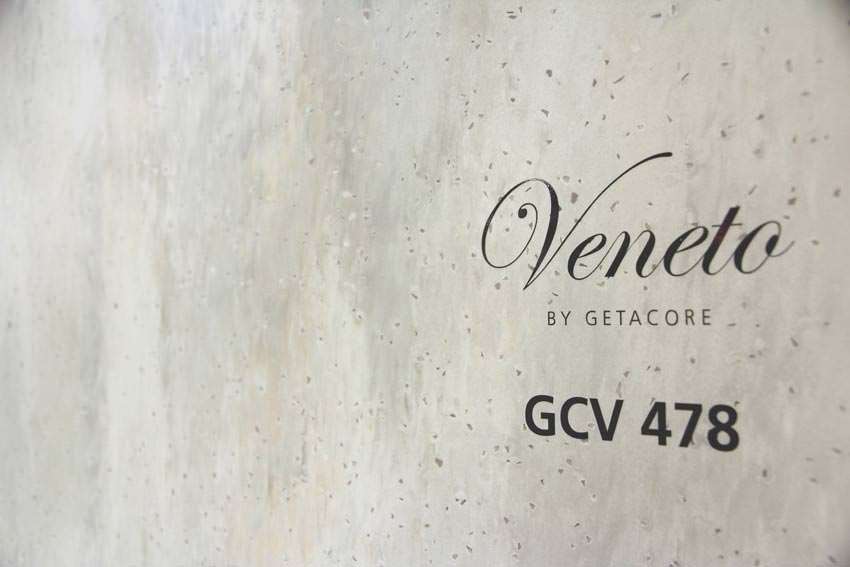 Veneto
BY GETACORE
GCV 478